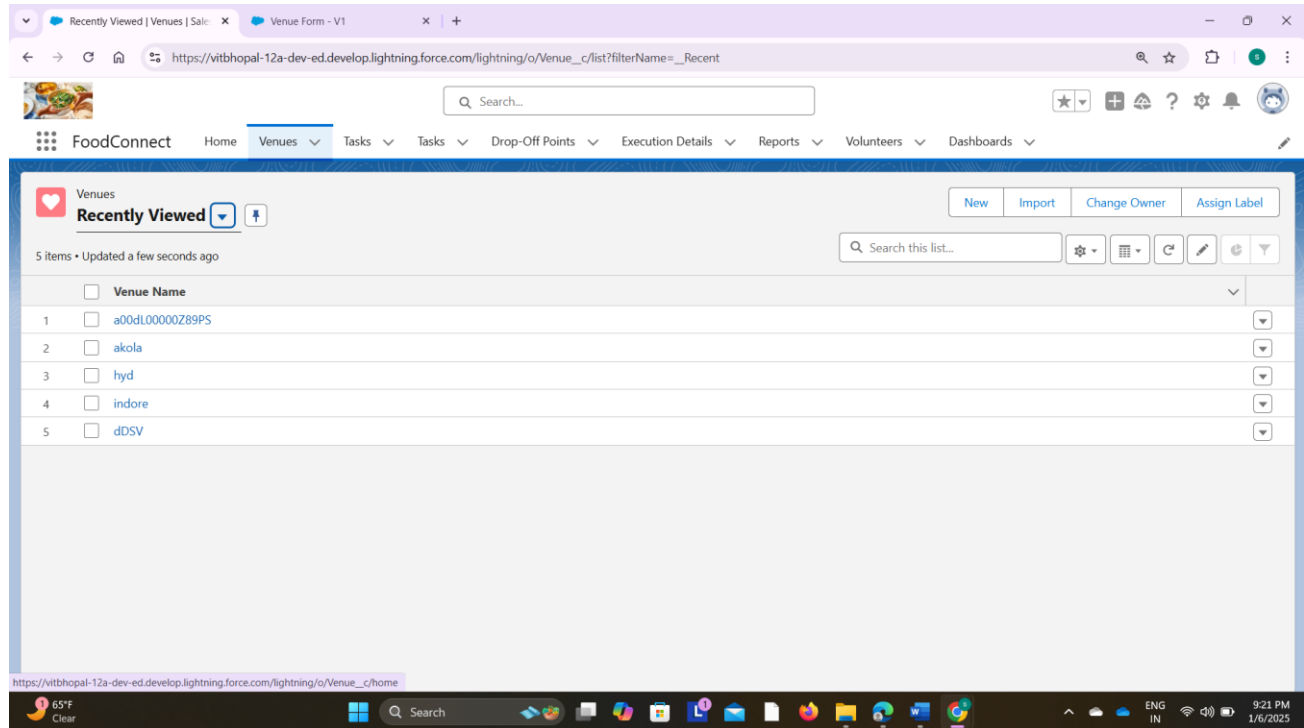 Recently Viewed | Venues | Sale
Venue Form - V1
https://vitbhopal-12a-dev-ed.develop.lightning.force.com/lightning/o/Venue__c/list?filterName=__Recent
S
Search...
FoodConnect Home Venues Tasks Tasks Drop-Off Points Execution Details Reports Volunteers Dashboards
Venues
Recently Viewed
New Import Change Owner Assign Label
5 items • Updated a few seconds ago
Search this list...
Venue Name
1 a00dL00000Z89PS
2 akola
3 hyd
4 indore
5 dDSV
https://vitbhopal-12a-dev-ed.develop.lightning.force.com/lightning/o/Venue__c/home
1 65°F
Clear
Search
L 1
ENG
IN
9:21 PM
1/6/2025